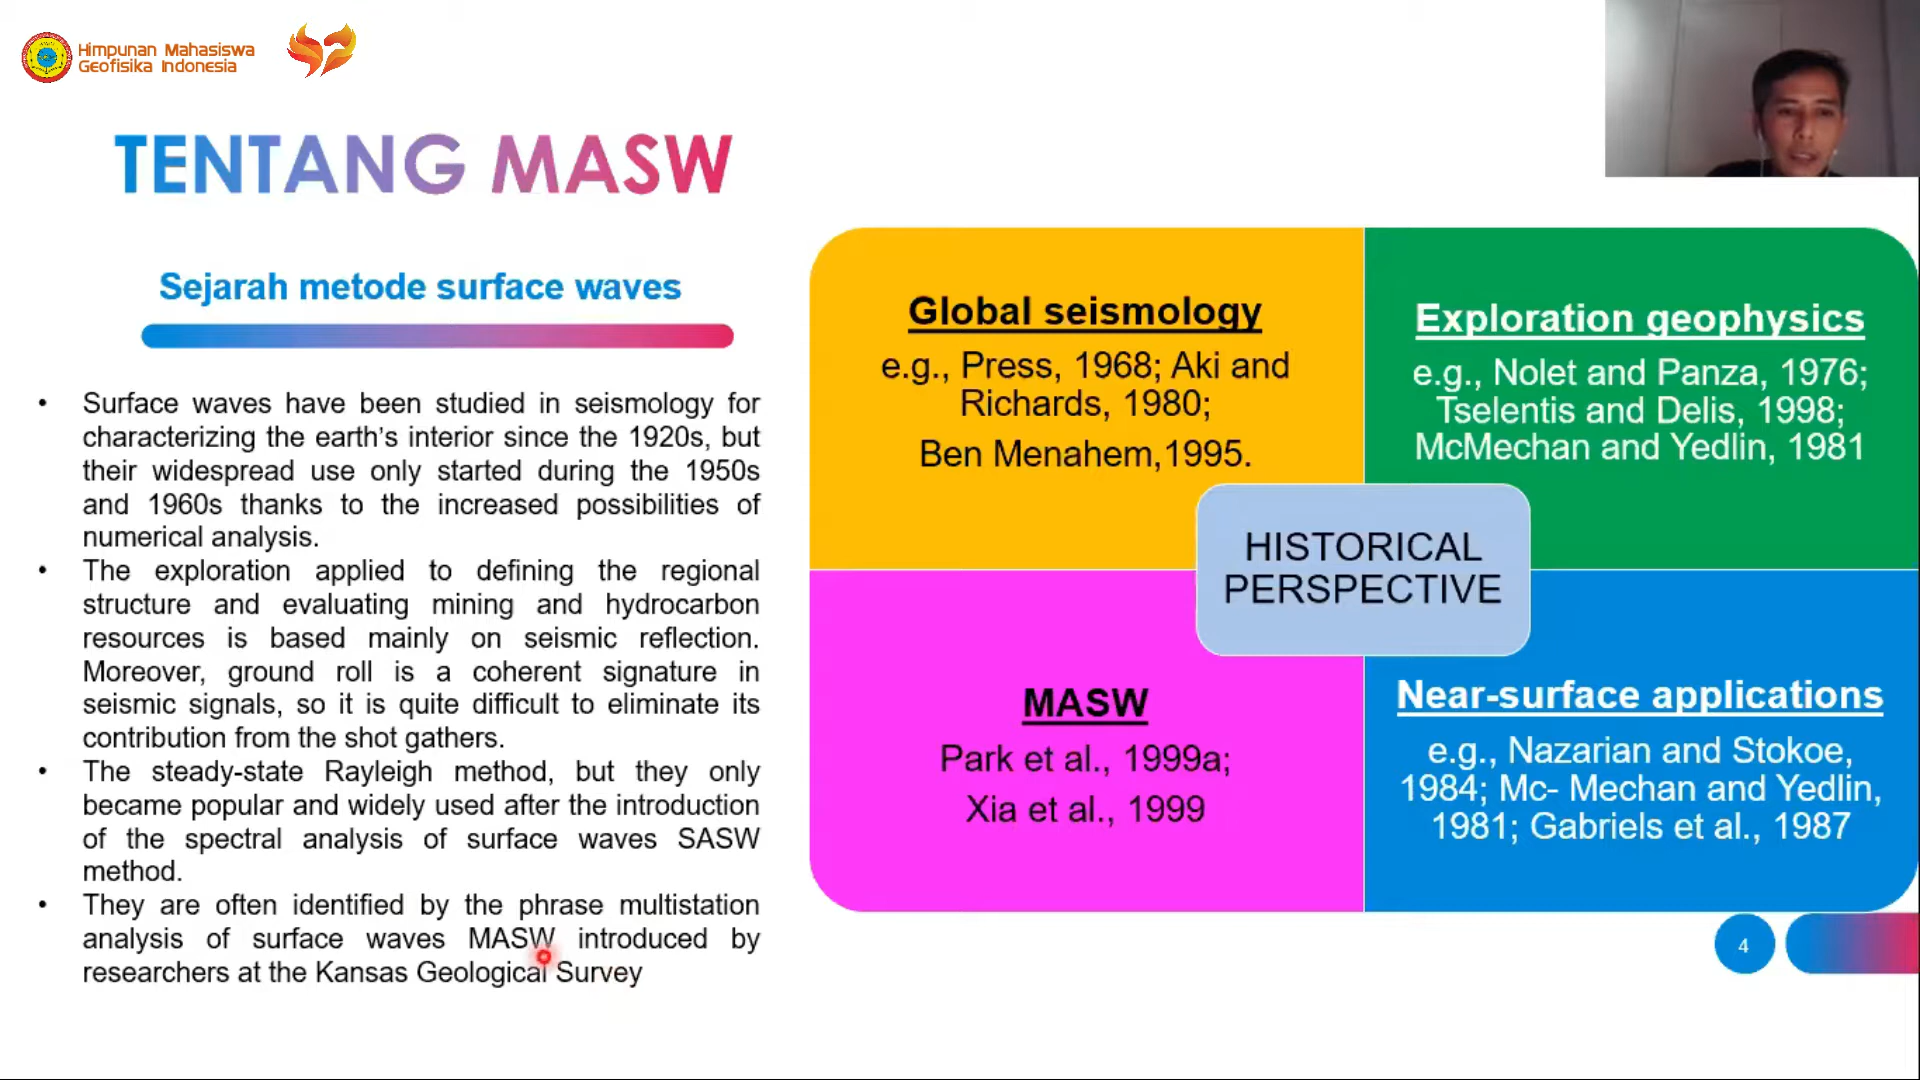 Himpunan Mahasiswa
Geofisika Indonesia
TENTANG MASW
Sejarah metode surface waves
• Surface waves have been studied in seismology for
characterizing the earth’s interior since the 1920s, but
their widespread use only started during the 1950s
and 1960s thanks to the increased possibilities of
numerical analysis.
• The exploration applied to defining the regional
structure and evaluating mining and hydrocarbon
resources is based mainly on seismic reflection.
Moreover, ground roll is a coherent signature in
seismic signals, so it is quite difficult to eliminate its
contribution from the shot gathers.
• The steady-state Rayleigh method, but they only
became popular and widely used after the introduction
of the spectral analysis of surface waves SASW
method.
• They are often identified by the phrase multistation
analysis of surface waves MASW introduced by
researchers at the Kansas Geological Survey
Global seismology
e.g., Press, 1968; Aki and
Richards, 1980;
Ben Menahem,1995.
Exploration geophysics
e.g., Nolet and Panza, 1976;
Tselentis and Delis, 1998;
McMechan and Yedlin, 1981
HISTORICAL
PERSPECTIVE
MASW
Park et al., 1999a;
Xia et al., 1999
Near-surface applications
e.g., Nazarian and Stokoe,
1984; Mc- Mechan and Yedlin,
1981; Gabriels et al., 1987
4